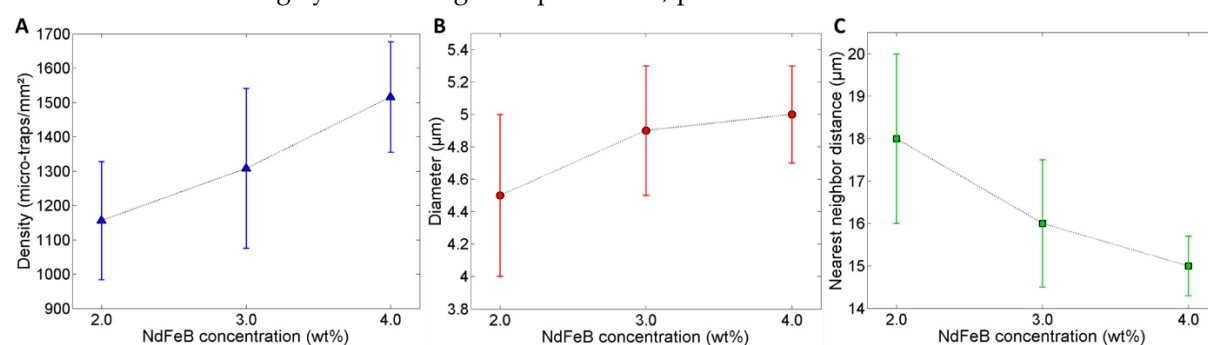 A
B
C
Density (micro-traps/mm²)
1700
1600
1500
1400
1300
1200
1100
1000
900
2.0 3.0 4.0
NdFeB concentration (wt%)
Diameter (µm)
5.4
5.2
5
4.8
4.6
4.4
4.2
4
3.8
2.0 3.0 4.0
NdFeB concentration (wt%)
Nearest neighbor distance (µm)
20
19
18
17
16
15
14
2.0 3.0 4.0
NdFeB concentration (wt%)